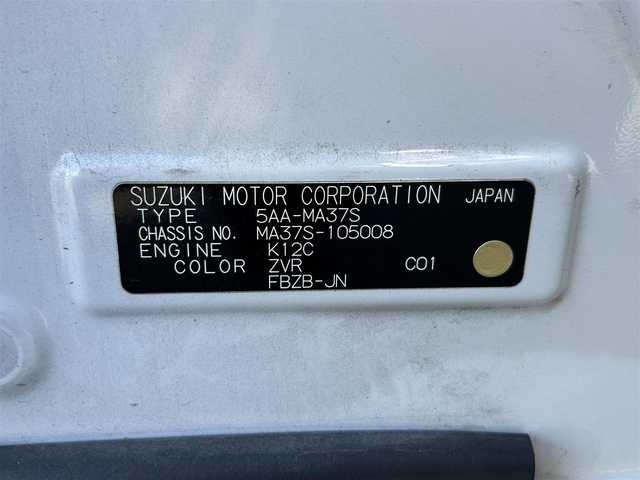 SUZUKI MOTOR CORPORATION JAPAN
TYPE 5AA-MA37S
CHASSIS NO. MA37S-105008
ENGINE K12C
COLOR ZVR C01
FBZB-JN